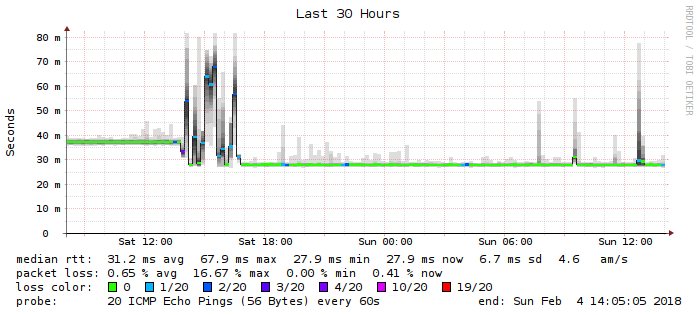 Last 30 Hours
RRDTOOL / TOBI OETIKER
Seconds
80 m
70 m
60 m
50 m
40 m
30 m
20 m
10 m
0
Sat 12:00 Sat 18:00 Sun 00:00 Sun 06:00 Sun 12:00
median rtt: 31.2 ms avg 67.9 ms max 27.9 ms min 27.9 ms now 6.7 ms sd 4.6 am/s
packet loss: 0.65 % avg 16.67 % max 0.00 % min 0.41 % now
loss color: 0 1/20 2/20 3/20 4/20 10/20 19/20
probe: 20 ICMP Echo Pings (56 Bytes) every 60s end: Sun Feb 4 14:05:05 2018